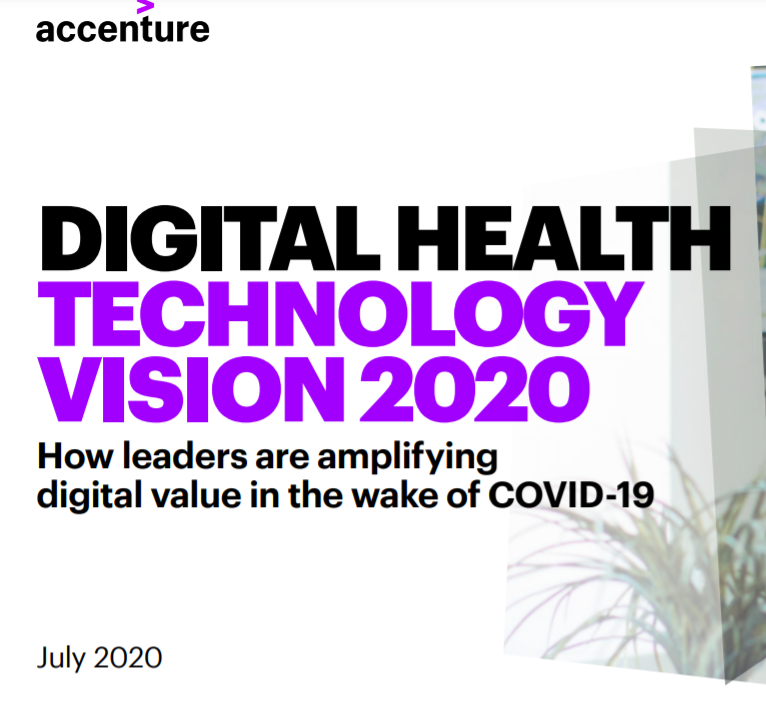 accenture
DIGITAL HEALTH
TECHNOLOGY
VISION 2020
How leaders are amplifying
digital value in the wake of COVID-19
July 2020